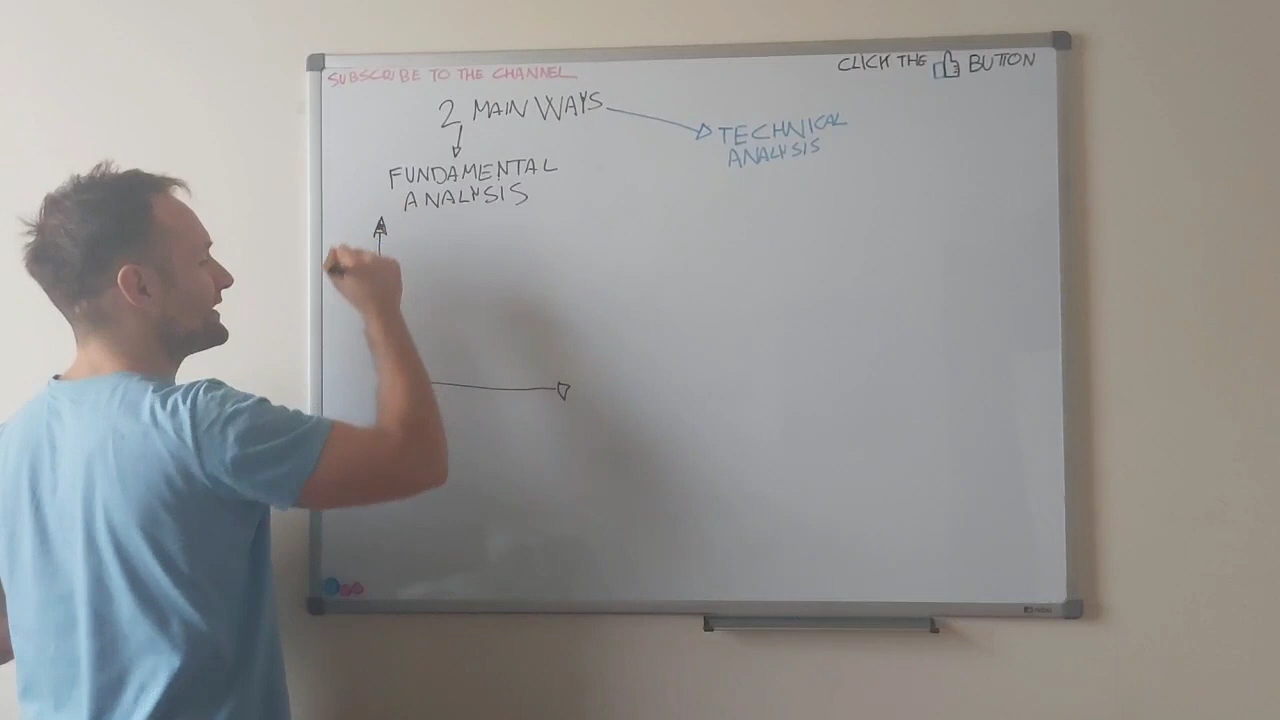 SUBSCRIBE TO THE CHANNEL
CLICK THE BUTTON
2 MAIN WAYS
TECHNICAL
ANALYSIS
FUNDAMENTAL
ANALYSIS